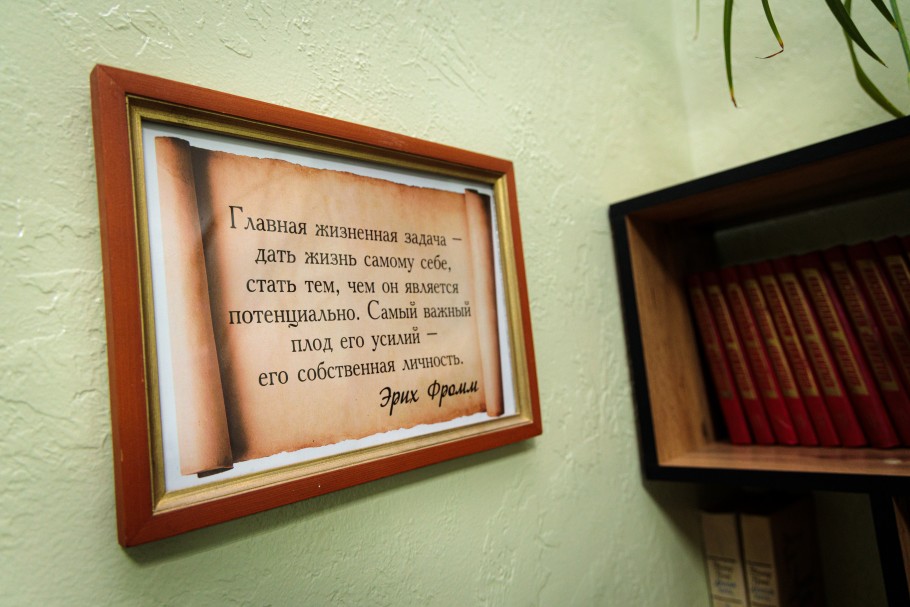 Главная жизненная задача –
дать жизнь самому себе,
стать тем, чем он является
потенциально. Самый важный
плод его усилий –
его собственная личность.
Эрих Фромм